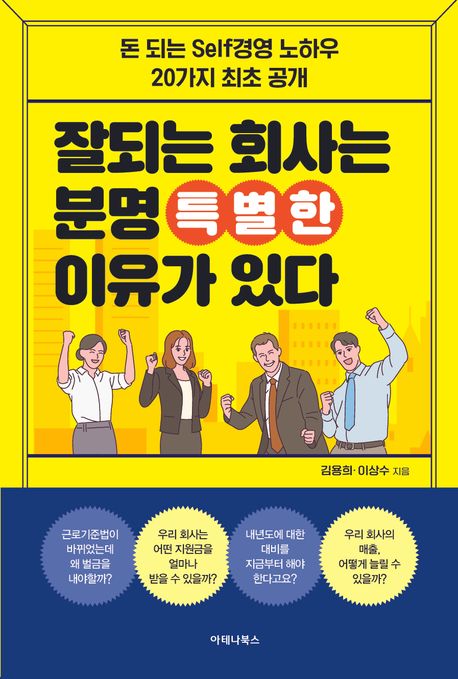 돈 되는 Self경영 노하우
20가지 최초 공개
잘되는 회사는
분명 특별한
이유가 있다
김용희·이상수 지음
근로기준법이
바뀌었는데
왜 벌금을
내야할까?
우리 회사는
어떤 지원금을
얼마나
받을 수 있을까?
내년도에 대한
대비를
지금부터 해야
한다고요?
우리 회사의
매출,
어떻게 늘릴 수
있을까?
아테나북스